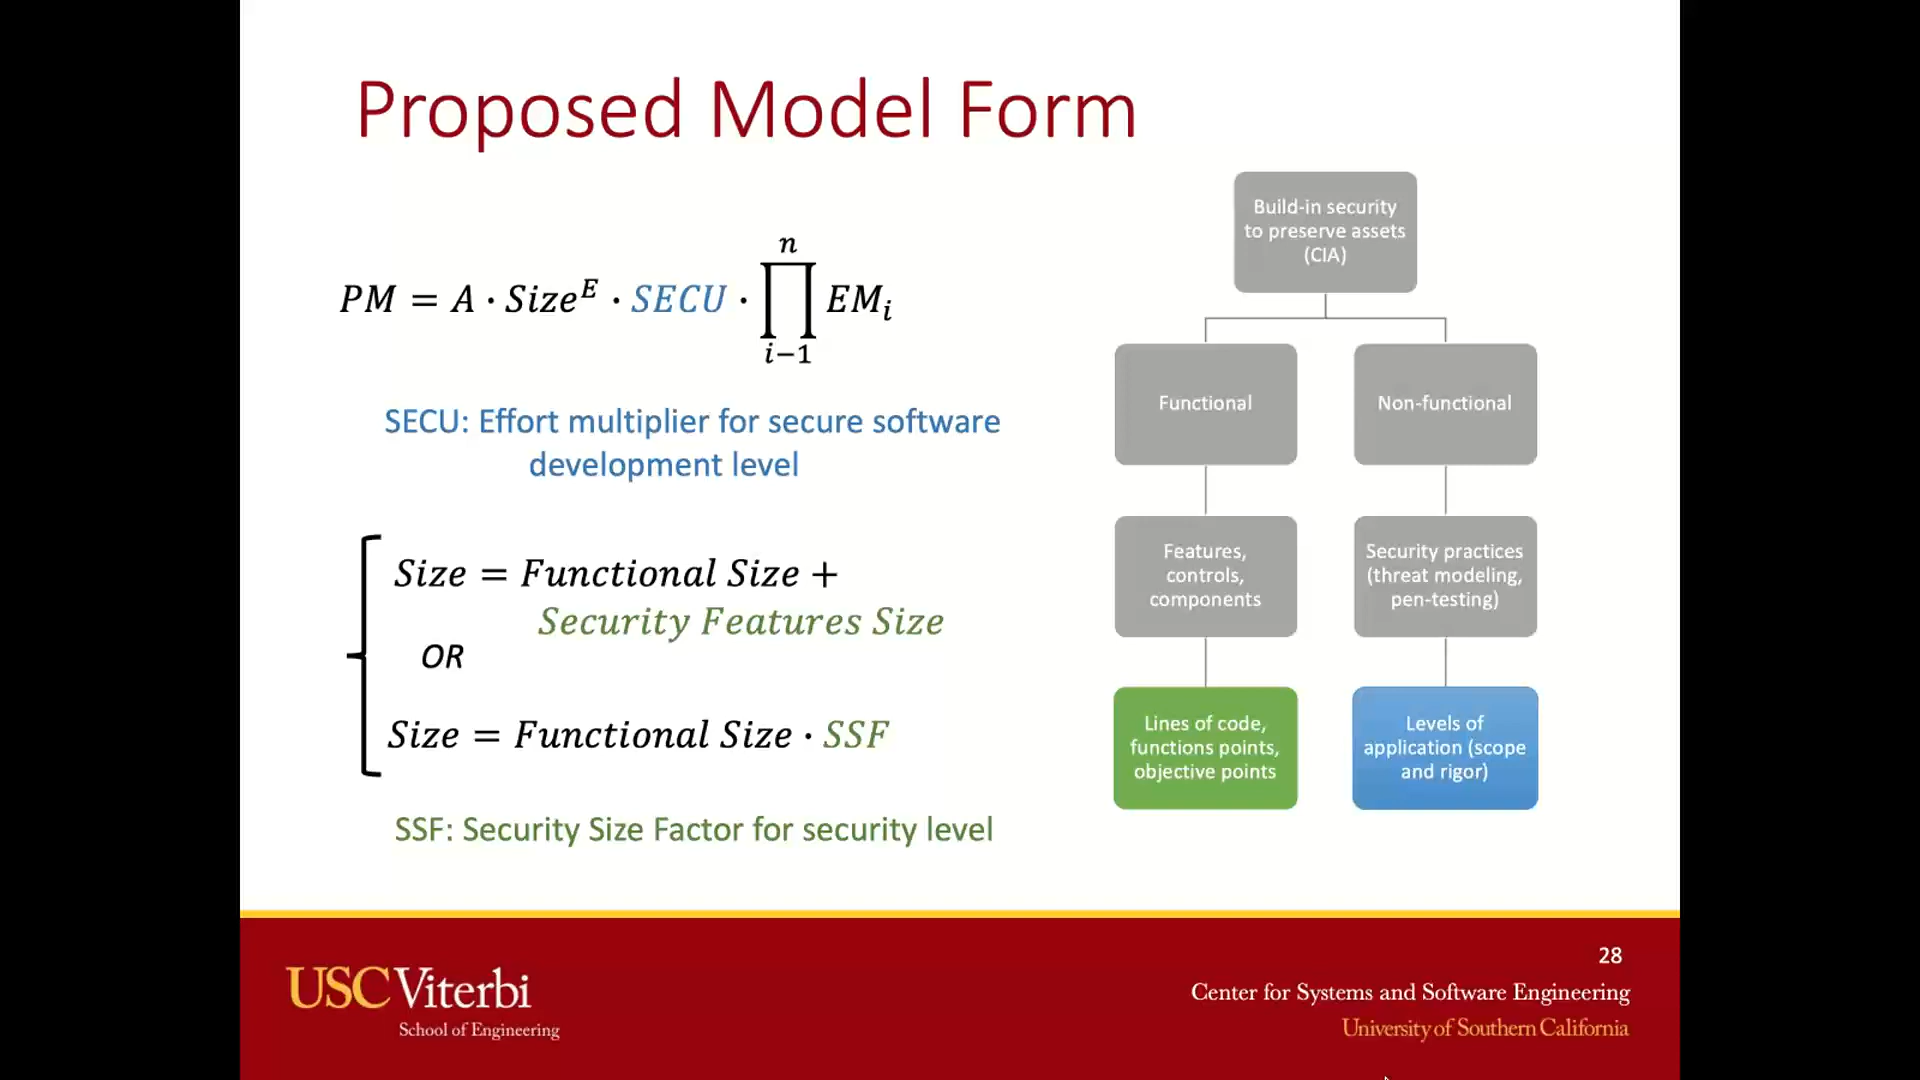 Proposed Model Form
PM = A · Size^E · SECU · ∏ EM_i
n
i−1
SECU: Effort multiplier for secure software
development level
Size = Functional Size +
Security Features Size
OR
Size = Functional Size · SSF
SSF: Security Size Factor for security level
Build-in security
to preserve assets
(CIA)
Functional
Non-functional
Features,
controls,
components
Security practices
(threat modeling,
pen-testing)
Lines of code,
functions points,
objective points
Levels of
application (scope
and rigor)
USC Viterbi
School of Engineering
28
Center for Systems and Software Engineering
University of Southern California